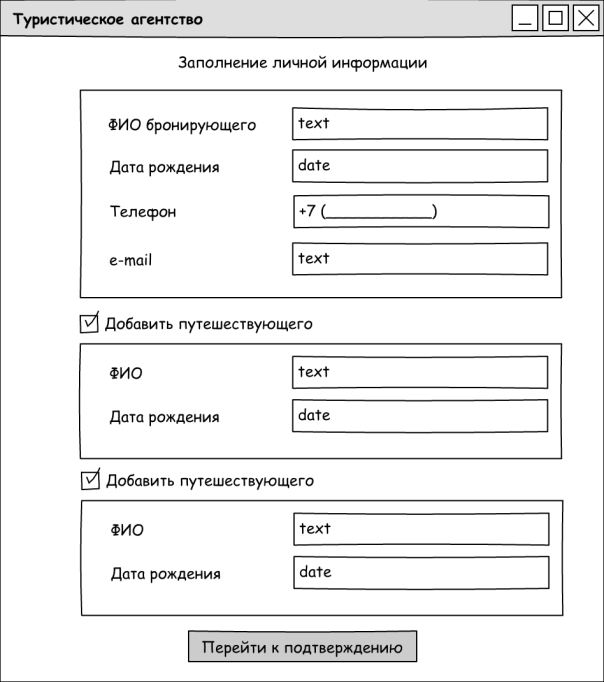 Туристическое агентство
Заполнение личной информации
ФИО бронирующего text
Дата рождения date
Телефон +7 (____________)
e-mail text
Добавить путешествующего
ФИО text
Дата рождения date
Добавить путешествующего
ФИО text
Дата рождения date
Перейти к подтверждению